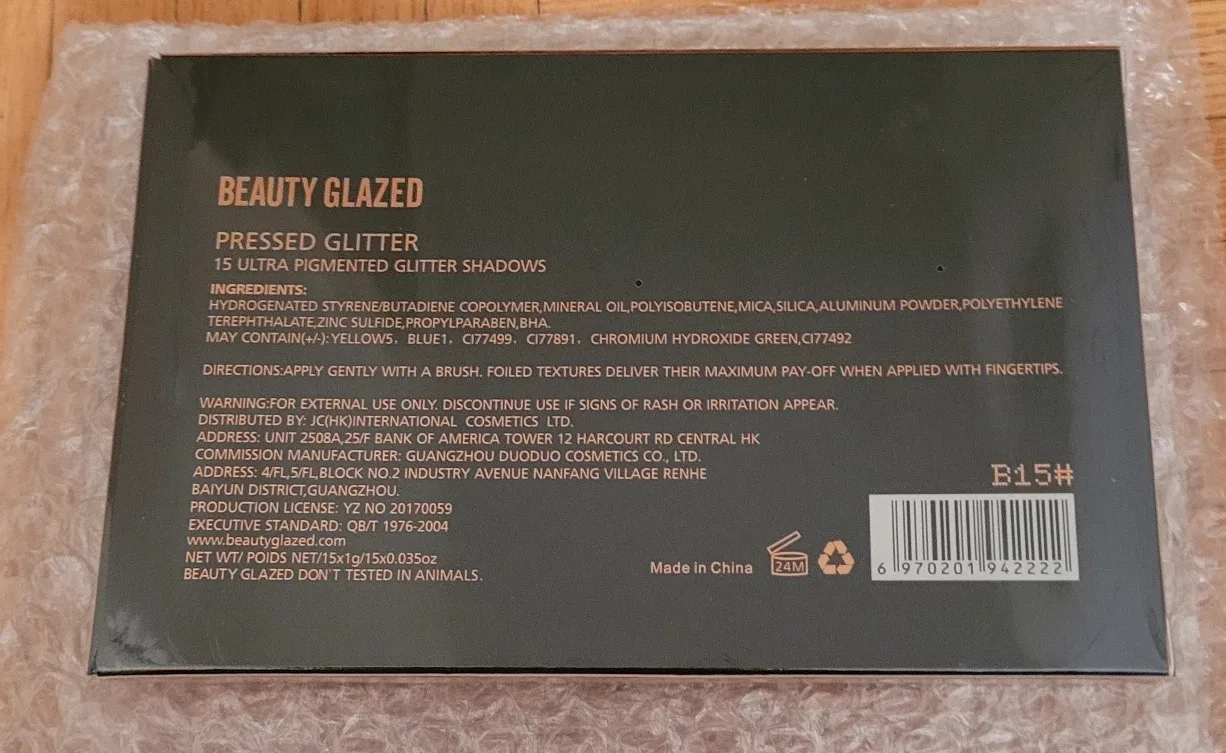 BEAUTY GLAZED
PRESSED GLITTER
15 ULTRA PIGMENTED GLITTER SHADOWS
INGREDIENTS:
HYDROGENATED STYRENE/BUTADIENE COPOLYMER,MINERAL OIL,POLYISOBUTENE,MICA,SILICA,ALUMINUM POWDER,POLYETHYLENE
TEREPHTHALATE,ZINC SULFIDE,PROPYLPARABEN,BHA.
MAY CONTAIN(+/-):YELLOW5, BLUE1, CI77499, CI77891, CHROMIUM HYDROXIDE GREEN,CI77492
DIRECTIONS:APPLY GENTLY WITH A BRUSH. FOILED TEXTURES DELIVER THEIR MAXIMUM PAY-OFF WHEN APPLIED WITH FINGERTIPS.
WARNING:FOR EXTERNAL USE ONLY. DISCONTINUE USE IF SIGNS OF RASH OR IRRITATION APPEAR.
DISTRIBUTED BY: JC(HK)INTERNATIONAL COSMETICS LTD.
ADDRESS: UNIT 2508A,25/F BANK OF AMERICA TOWER 12 HARCOURT RD CENTRAL HK
COMMISSION MANUFACTURER: GUANGZHOU DUODUO COSMETICS CO., LTD.
ADDRESS: 4/FL,5/FL,BLOCK NO.2 INDUSTRY AVENUE NANFANG VILLAGE RENHE
BAIYUN DISTRICT,GUANGZHOU.
PRODUCTION LICENSE: YZ NO 20170059
EXECUTIVE STANDARD: QB/T 1976-2004
www.beautyglazed.com
NET WT/ POIDS NET/15x1g/15x0.035oz
BEAUTY GLAZED DON'T TESTED IN ANIMALS.
Made in China
24M
B15#
6 970201 942222